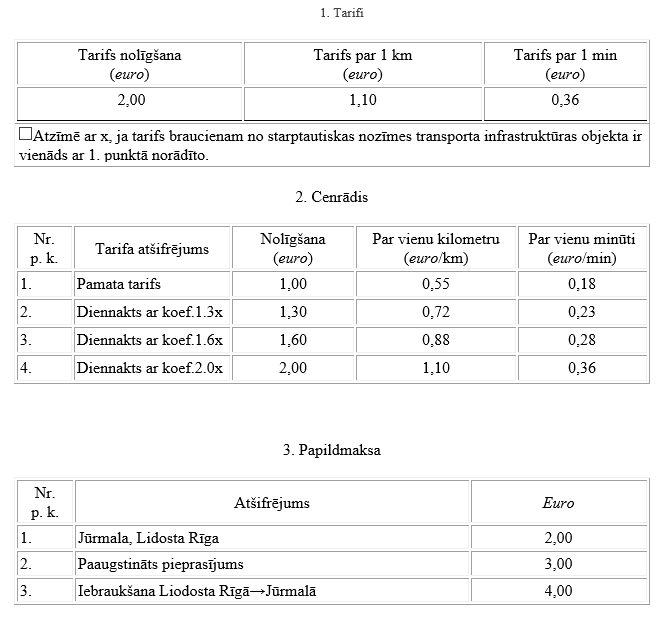 1. Tarifi
Tarifs nolīgšana
(euro)
Tarifs par 1 km
(euro)
Tarifs par 1 min
(euro)
2,00
1,10
0,36
Atzīmē ar x, ja tarifs braucienam no starptautiskas nozīmes transporta infrastruktūras objekta ir
vienāds ar 1. punktā norādīto.
2. Cenrādis
Nr.
p. k.
Tarifa atšifrējums
Nolīgšana
(euro)
Par vienu kilometru
(euro/km)
Par vienu minūti
(euro/min)
1. Pamata tarifs 1,00 0,55 0,18
2. Diennakts ar koef.1.3x 1,30 0,72 0,23
3. Diennakts ar koef.1.6x 1,60 0,88 0,28
4. Diennakts ar koef.2.0x 2,00 1,10 0,36
3. Papildmaksa
Nr.
p. k.
Atšifrējums
Euro
1. Jūrmala, Lidosta Rīga 2,00
2. Paaugstināts pieprasījums 3,00
3. Iebraukšana Liodosta Rīgā→Jūrmalā 4,00